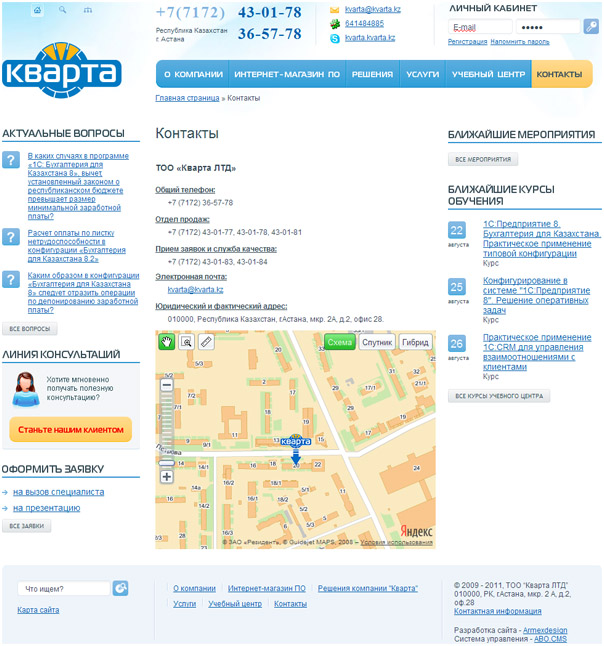 +7(7172) 43-01-78
Республика Казахстан
г.Астана
36-57-78
kvarta@kvarta.kz
641484885
kvarta.kvarta.kz
ЛИЧНЫЙ КАБИНЕТ
E-mail
Регистрация Напомнить пароль
кварта
О КОМПАНИИ ИНТЕРНЕТ-МАГАЗИН ПО РЕШЕНИЯ УСЛУГИ УЧЕБНЫЙ ЦЕНТР КОНТАКТЫ
Главная страница » Контакты
АКТУАЛЬНЫЕ ВОПРОСЫ
? В каких случаях в программе
«1С: Бухгалтерия для
Казахстана 8», вычет,
установленный законом о
республиканском бюджете
превышает размер
минимальной заработной
платы?
? Расчет оплаты по листку
нетрудоспособности в
конфигурации «Бухгалтерия
для Казахстана 8.2»
? Каким образом в конфигурации
«Бухгалтерия для Казахстана
8» следует отразить операции
по депонированию заработной
платы?
ВСЕ ВОПРОСЫ
ЛИНИЯ КОНСУЛЬТАЦИЙ
Хотите мгновенно
получать полезную
консультацию?
Станьте нашим клиентом
ОФОРМИТЬ ЗАЯВКУ
на вызов специалиста
на презентацию
ВСЕ ЗАЯВКИ
Контакты
ТОО «Кварта ЛТД»
Общий телефон:
+7 (7172) 36-57-78
Отдел продаж:
+7 (7172) 43-01-77, 43-01-78, 43-01-81
Прием заявок и служба качества:
+7 (7172) 43-01-83, 43-01-84
Электронная почта:
kvarta@kvarta.kz
Юридический и фактический адрес:
010000, Республика Казахстан, г.Астана, мкр. 2А, д.2, офис 28.
Схема Спутник Гибрид
кварта
Яндекс
© ЗАО «Резидент», © Guidejet MAPS, 2008 – Условия использования
БЛИЖАЙШИЕ МЕРОПРИЯТИЯ
ВСЕ МЕРОПРИЯТИЯ
БЛИЖАЙШИЕ КУРСЫ
ОБУЧЕНИЯ
22 августа
1С:Предприятие 8.
Бухгалтерия для Казахстана.
Практическое применение
типовой конфигурации
Курс
25 августа
Конфигурирование в
системе "1С:Предприятие
8". Решение оперативных
задач
Курс
26 августа
Практическое применение
1С:CRM для управления
взаимоотношений с
клиентами
Курс
ВСЕ КУРСЫ УЧЕБНОГО ЦЕНТРА
Что ищем?
Карта сайта
О компании Интернет-магазин ПО Решения компании "Кварта"
Услуги Учебный центр Контакты
© 2009 - 2011, ТОО "Кварта ЛТД"
010000, РК, г.Астана, мкр. 2 А, д.2,
оф.28
Контактная информация
Разработка сайта - Armexdesign
Система управления - ABO.CMS